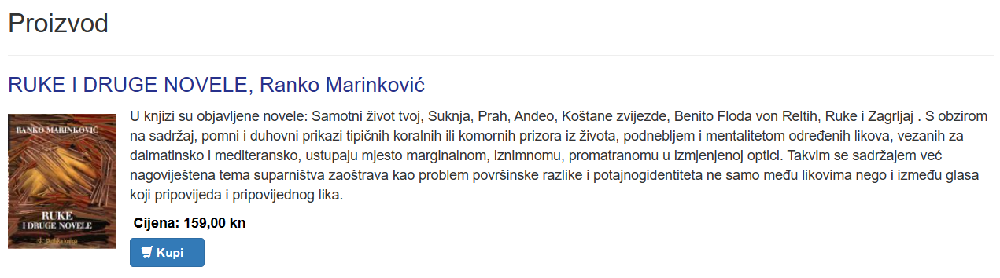 Proizvod
RUKE I DRUGE NOVELE, Ranko Marinković
RANKO MARINKOVIĆ
RUKE
I DRUGE NOVELE
Školska knjiga
U knjizi su objavljene novele: Samotni život tvoj, Suknja, Prah, Anđeo, Koštane zvijezde, Benito Floda von Reltih, Ruke i Zagrljaj . S obzirom
na sadržaj, pomni i duhovni prikazi tipičnih koralnih ili komornih prizora iz života, podnebljem i mentalitetom određenih likova, vezanih za
dalmatinsko i mediteransko, ustupaju mjesto marginalnom, iznimnomu, promatranomu u izmjenjenoj optici. Takvim se sadržajem već
nagoviještena tema suparništva zaoštrava kao problem površinske razlike i potajnogidentiteta ne samo među likovima nego i između glasa
koji pripovijeda i pripovijednog lika.
Cijena: 159,00 kn
Kupi